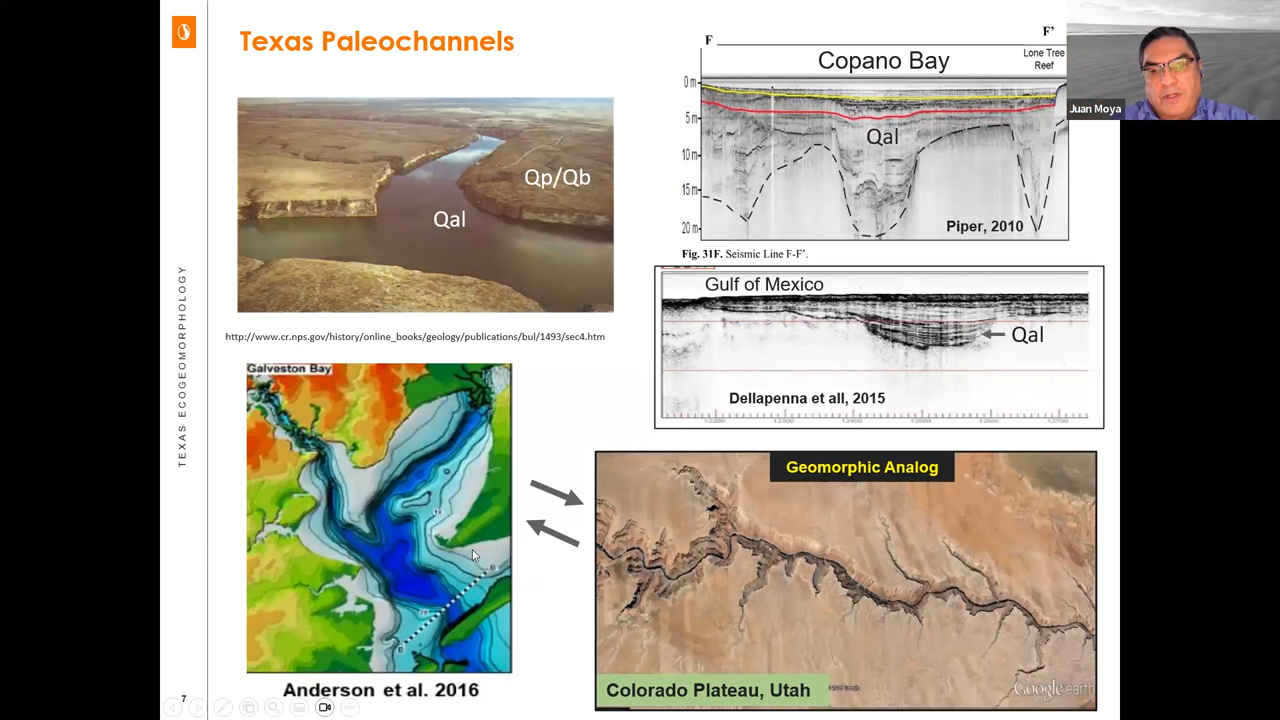 Texas Paleochannels
Qp/Qb
Qal
http://www.cr.nps.gov/history/online_books/geology/publications/bul/1493/sec4.htm
TEXAS ECOGEOMORPHOLOGY
Galveston Bay
B
B
Anderson et al. 2016
7
F
F'
Copano Bay
Lone Tree
Reef
0 m
5m
10m
15m
20m
Qal
Piper, 2010
Fig. 31F. Seismic Line F-F'.
Gulf of Mexico
Qal
Dellapenna et all, 2015
Geomorphic Analog
Colorado Plateau, Utah
Google earth
Juan Moya